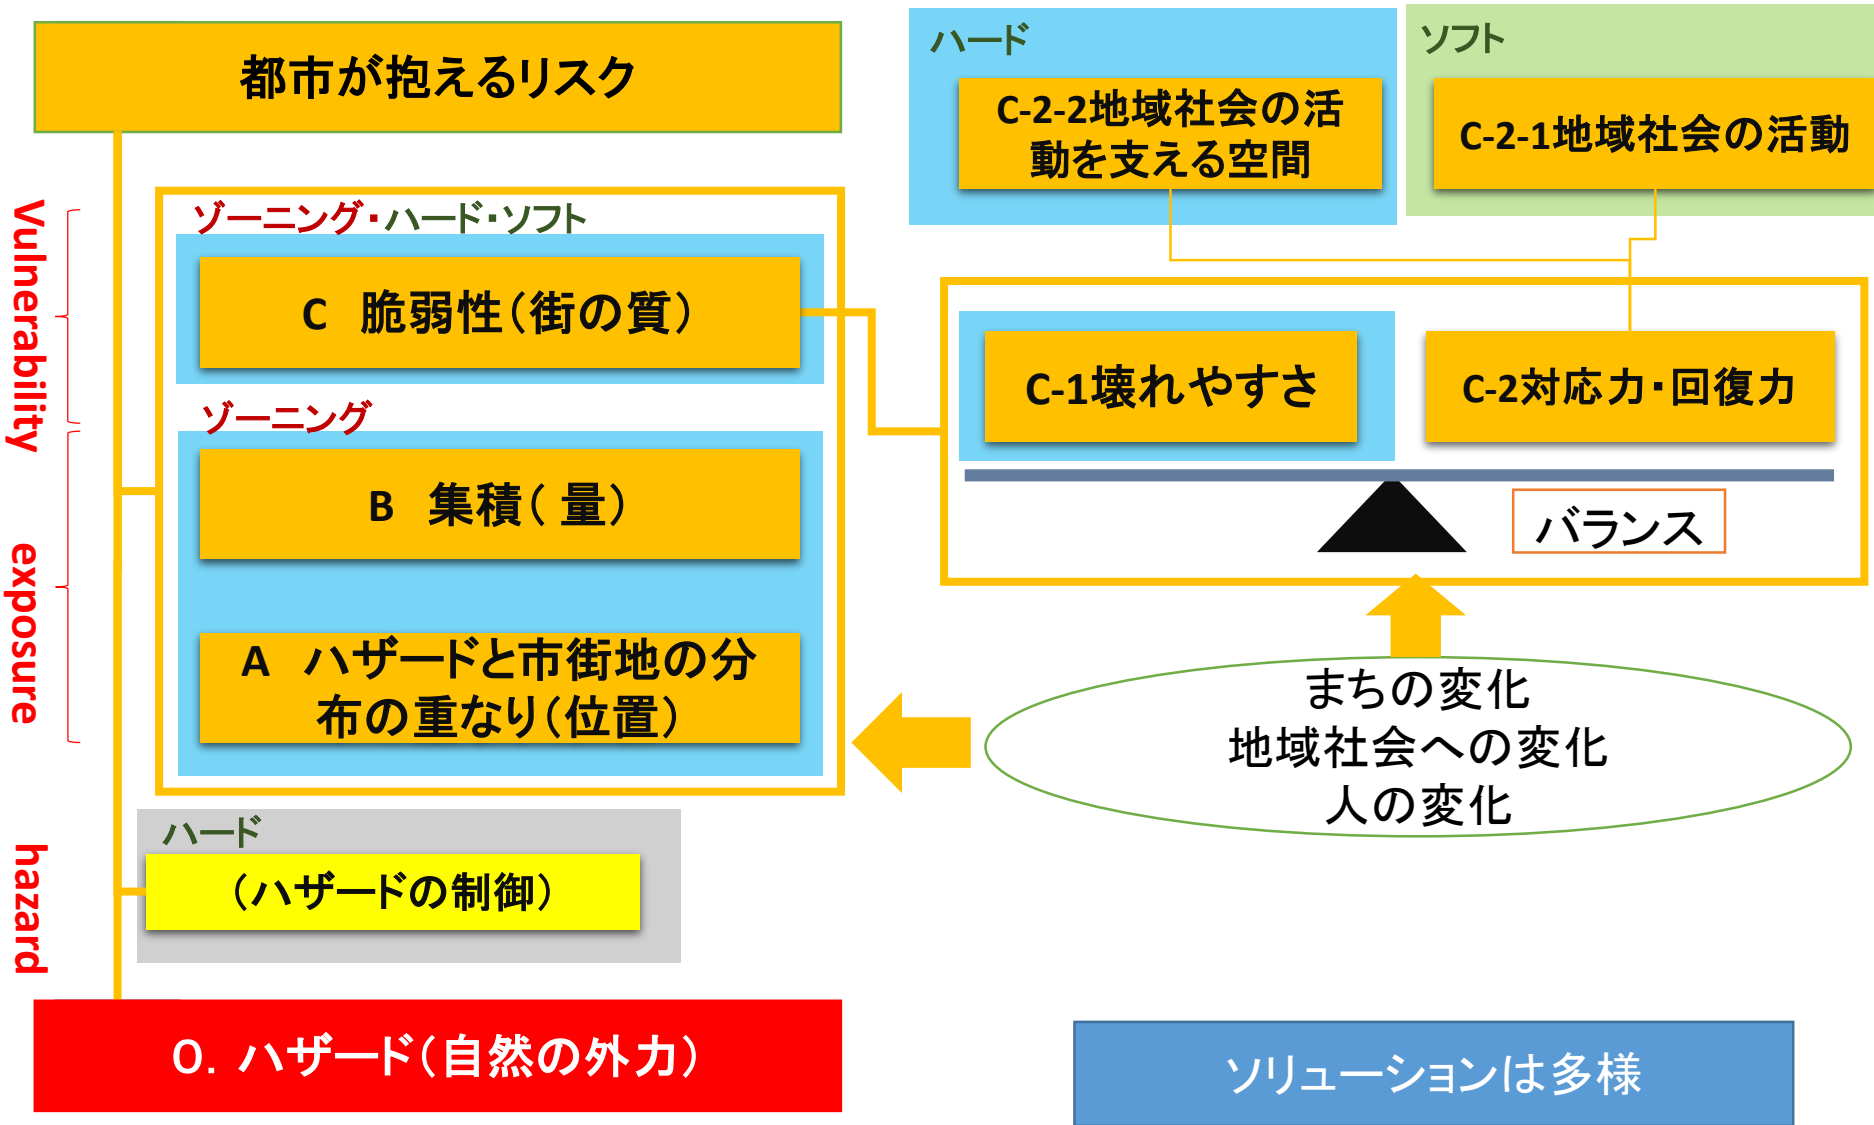 都市が抱えるリスク
ハード
C-2-2地域社会の活
動を支える空間
ソフト
C-2-1地域社会の活動
Vulnerability
ゾーニング・ハード・ソフト
C 脆弱性（街の質）
C-1壊れやすさ
C-2対応力・回復力
バランス
exposure
ゾーニング
B 集積（ 量）
A ハザードと市街地の分
布の重なり（位置）
まちの変化
地域社会への変化
人の変化
hazard
ハード
（ハザードの制御）
O. ハザード（自然の外力）
ソリューションは多様